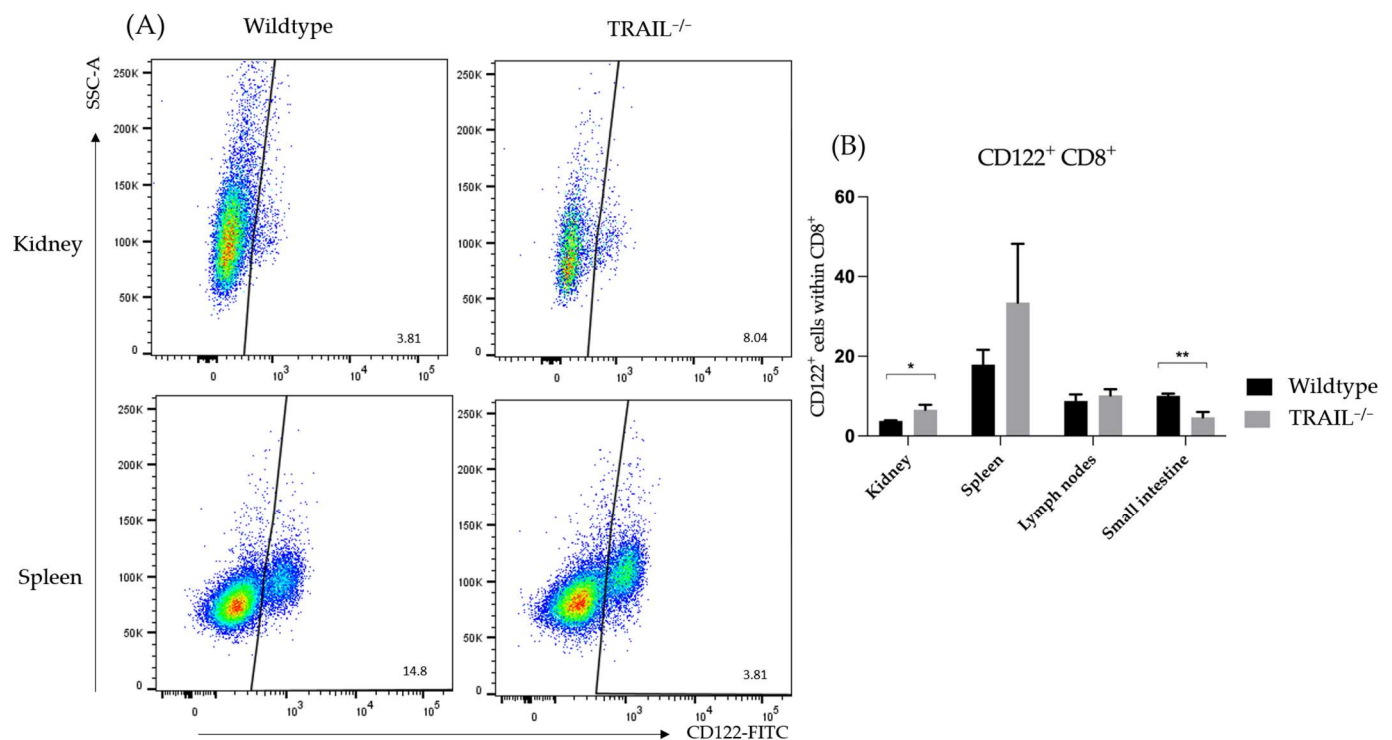 (A)
Wildtype
TRAIL⁻/⁻
SSC-A
Kidney
250K
200K
150K
100K
50K
0
3.81
0 10³ 10⁴ 10⁵
250K
200K
150K
100K
50K
0
8.04
0 10³ 10⁴ 10⁵
Spleen
250K
200K
150K
100K
50K
0
14.8
0 10³ 10⁴ 10⁵
250K
200K
150K
100K
50K
0
3.81
0 10³ 10⁴ 10⁵
CD122-FITC
(B)
CD122⁺ CD8⁺
CD122⁺ cells within CD8⁺
60
40
20
0
*
**
Kidney
Spleen
Lymph nodes
Small intestine
Wildtype
TRAIL⁻/⁻